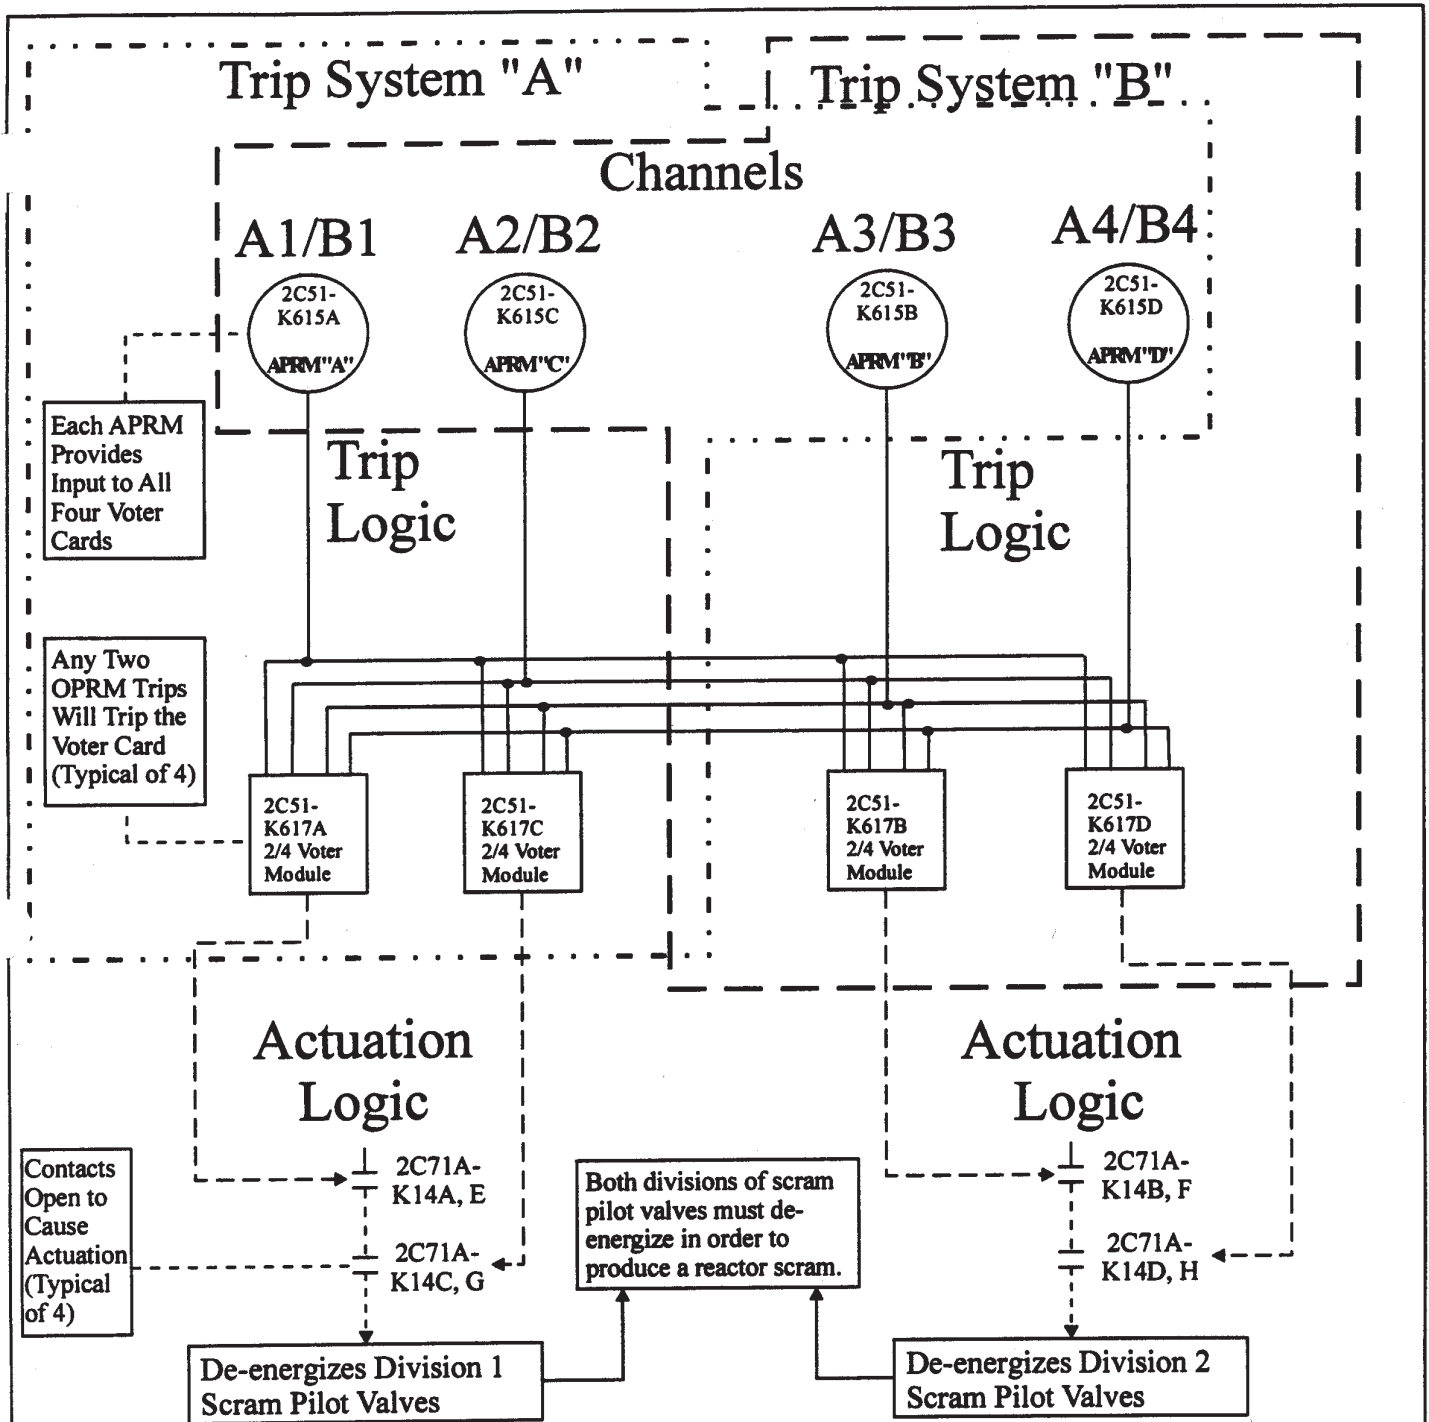 Trip System "A"
Trip System "B"
Channels
A1/B1
A2/B2
A3/B3
A4/B4
2C51-
K615A
APRM"A"
2C51-
K615C
APRM"C"
2C51-
K615B
APRM"B"
2C51-
K615D
APRM"D"
Each APRM
Provides
Input to All
Four Voter
Cards
Trip
Logic
Trip
Logic
Any Two
OPRM Trips
Will Trip the
Voter Card
(Typical of 4)
2C51-
K617A
2/4 Voter
Module
2C51-
K617C
2/4 Voter
Module
2C51-
K617B
2/4 Voter
Module
2C51-
K617D
2/4 Voter
Module
Actuation
Logic
Actuation
Logic
Contacts
Open to
Cause
Actuation
(Typical
of 4)
2C71A-
K14A, E
2C71A-
K14C, G
Both divisions of scram
pilot valves must de-
energize in order to
produce a reactor scram.
2C71A-
K14B, F
2C71A-
K14D, H
De-energizes Division 1
Scram Pilot Valves
De-energizes Division 2
Scram Pilot Valves